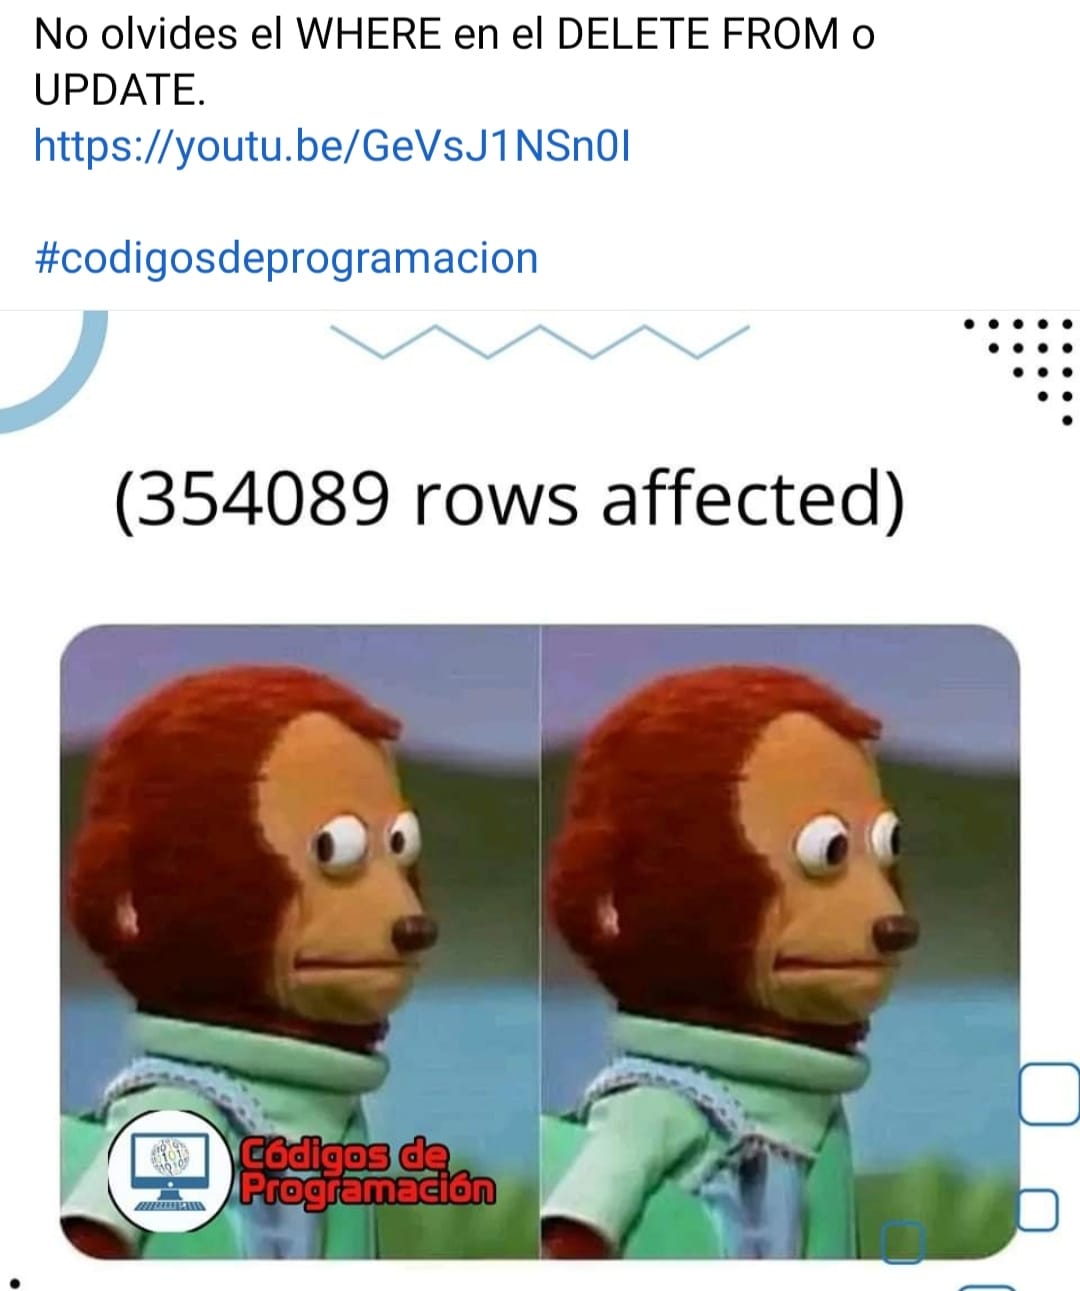 No olvides el WHERE en el DELETE FROM o
UPDATE.
https://youtu.be/GeVsJ1NSn0I
#codigosdeprogramacion
(354089 rows affected)
Códigos de
Programación